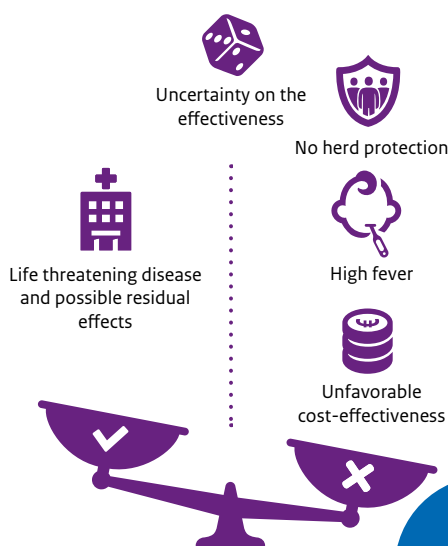 Uncertainty on the
effectiveness
No herd protection
Life threatening disease
and possible residual
effects
High fever
Unfavorable
cost-effectiveness